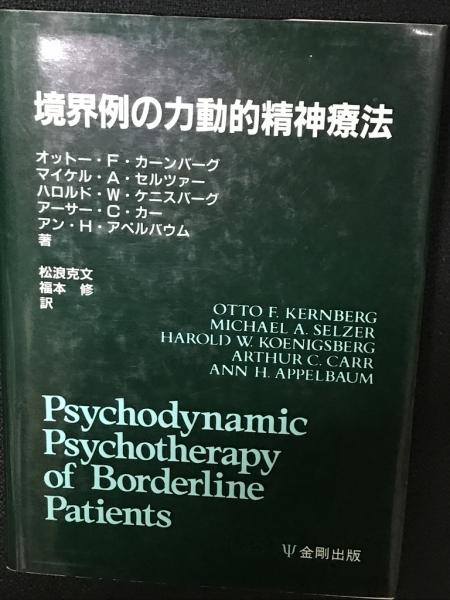 境界例の力動的精神療法
オットー・F・カーンバーグ
マイケル・A・セルツァー
ハロルド・W・ケニスバーグ
アーサー・C・カー
アン・H・アペルバウム
著
松浪克文
福本 修
訳
OTTO F. KERNBERG
MICHAEL A. SELZER
HAROLD W. KOENIGSBERG
ARTHUR C. CARR
ANN H. APPELBAUM
Psychodynamic
Psychotherapy
of Borderline
Patients
Ψ金剛出版